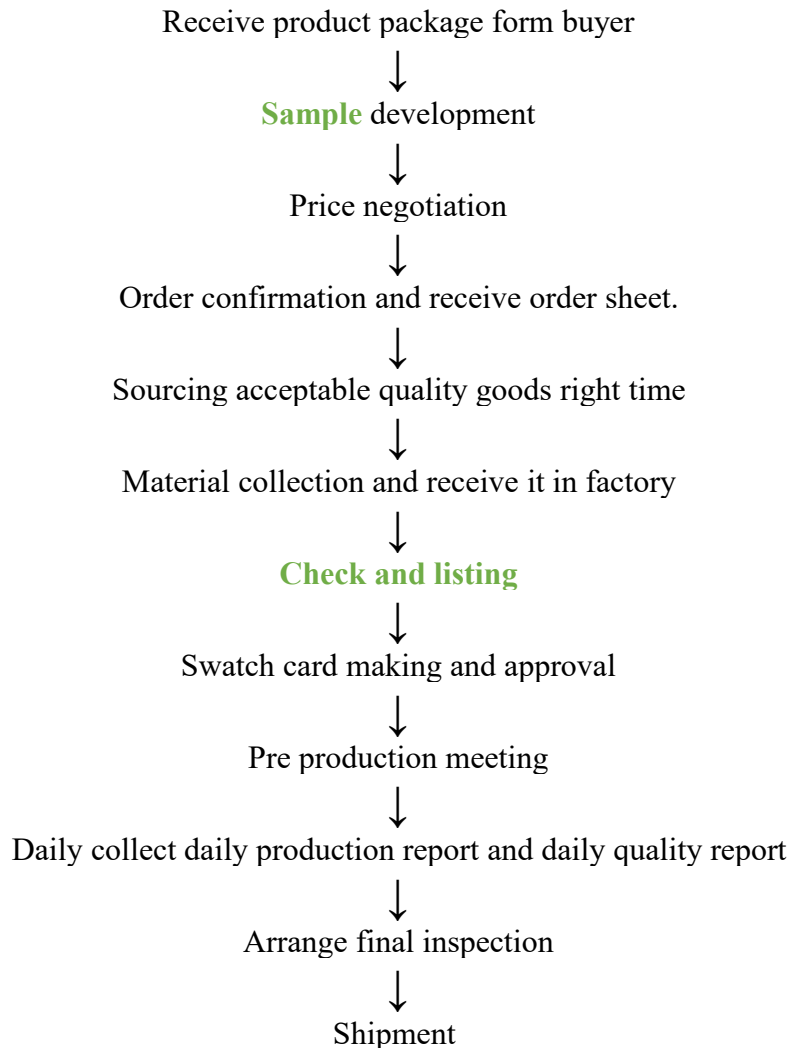 Receive product package form buyer
Sample development
Price negotiation
Order confirmation and receive order sheet.
Sourcing acceptable quality goods right time
Material collection and receive it in factory
Check and listing
Swatch card making and approval
Pre production meeting
Daily collect daily production report and daily quality report
Arrange final inspection
Shipment